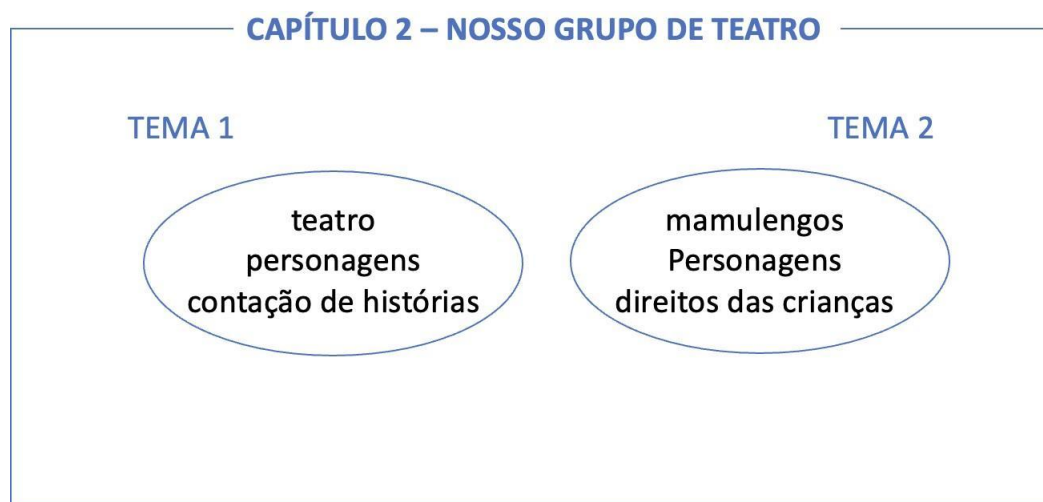 CAPÍTULO 2 – NOSSO GRUPO DE TEATRO
TEMA 1
teatro
personagens
contação de histórias
TEMA 2
mamulengos
Personagens
direitos das crianças